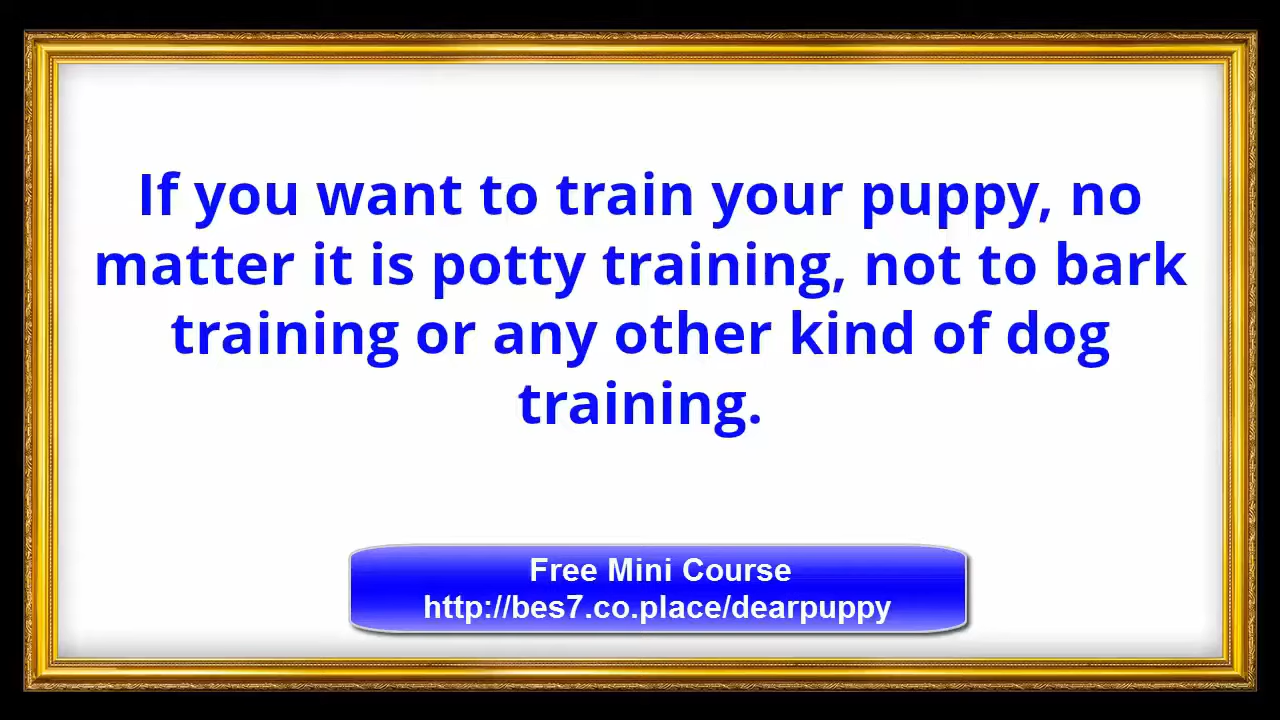 If you want to train your puppy, no
matter it is potty training, not to bark
training or any other kind of dog
training.
Free Mini Course
http://bes7.co.place/dearpuppy